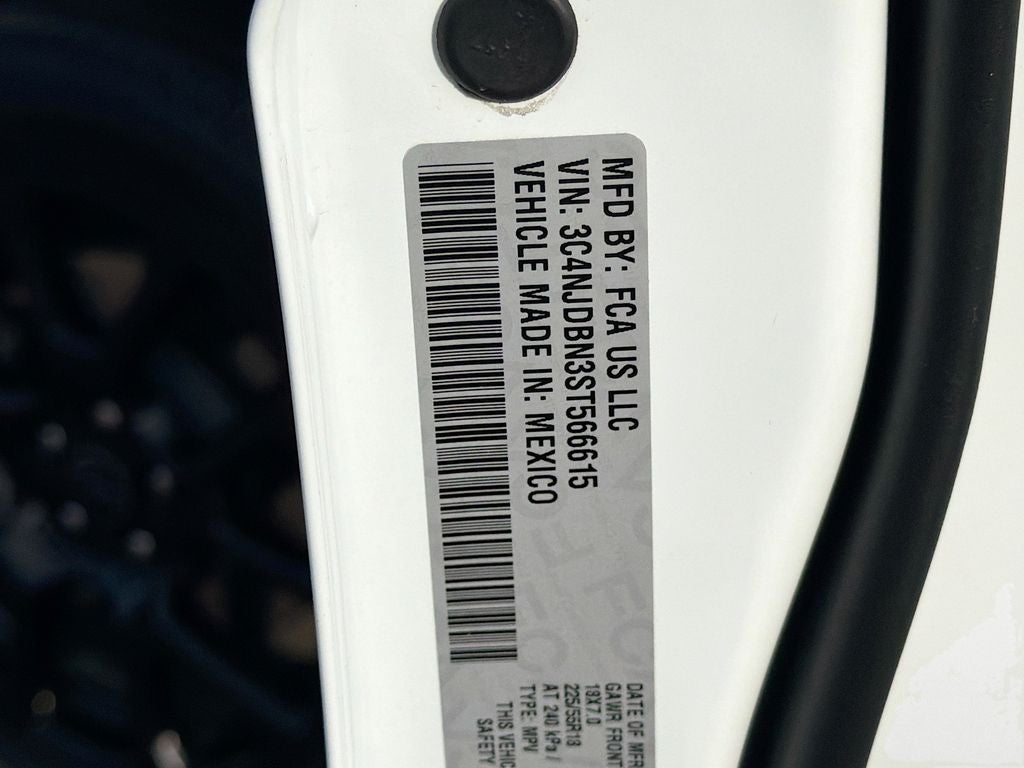 MFD BY: FCA US LLC
VIN: 3C4NJDBN3ST566615
VEHICLE MADE IN: MEXICO
DATE OF MFR
GAWR FRONT
18X7.0
225/55R18
AT 240 kPa /
TYPE: MPV
THIS VEHIC
SAFETY